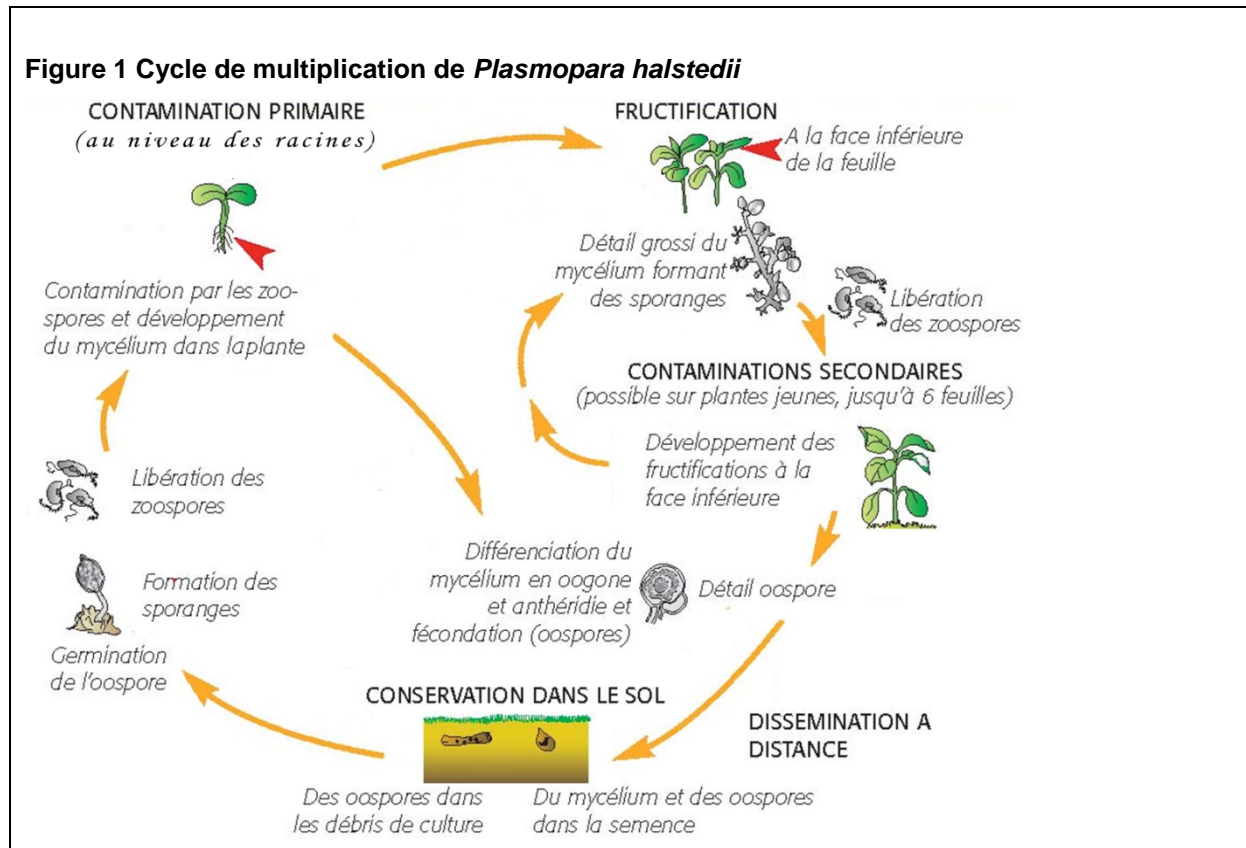 Figure 1 Cycle de multiplication de Plasmopara halstedii
CONTAMINATION PRIMAIRE
(au niveau des racines)
Contamination par les zoo-
spores et développement
du mycélium dans laplante
FRUCTIFICATION
A la face inférieure
de la feuille
Détail grossi du
mycélium formant
des sporanges
Libération
des zoospores
CONTAMINATIONS SECONDAIRES
(possible sur plantes jeunes, jusqu'à 6 feuilles)
Développement des
fructifications à la
face inférieure
Libération des
zoospores
Formation des
sporanges
Germination
de l'oospore
Différenciation du
mycélium en oogone
et anthéridie et
fécondation (oospores)
Détail oospore
CONSERVATION DANS LE SOL
DISSEMINATION A
DISTANCE
Des oospores dans
les débris de culture
Du mycélium et des oospores
dans la semence